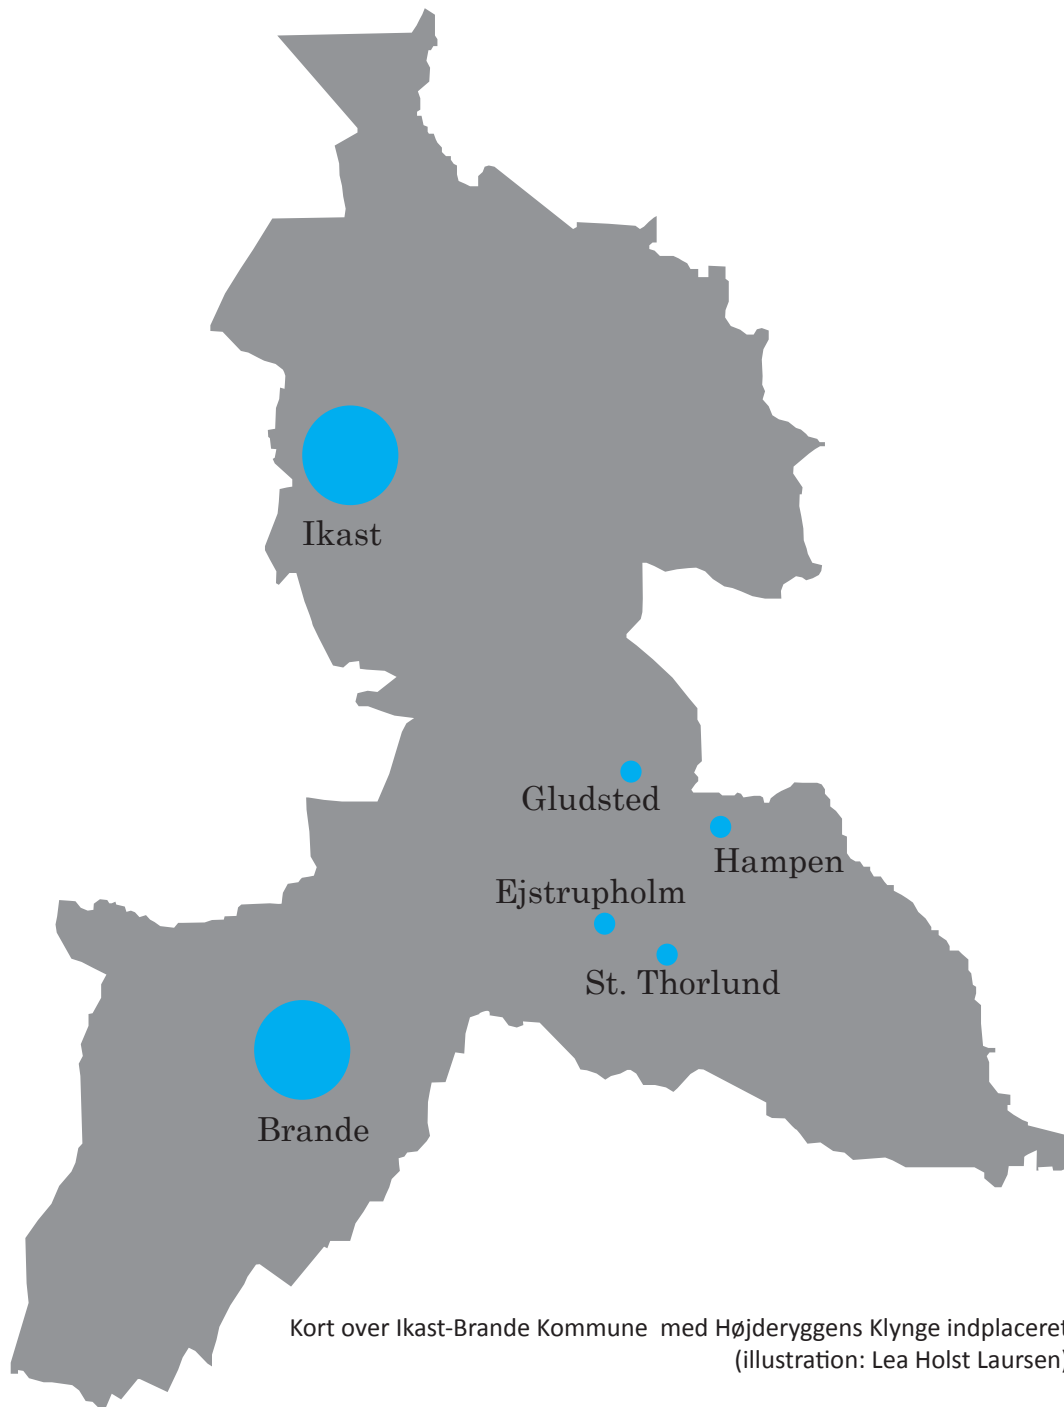 Ikast
Gludsted
Hampen
Ejstrupholm
St. Thorlund
Brande
Kort over Ikast-Brande Kommune  med Højderyggens Klynge indplaceret
(illustration: Lea Holst Laursen)